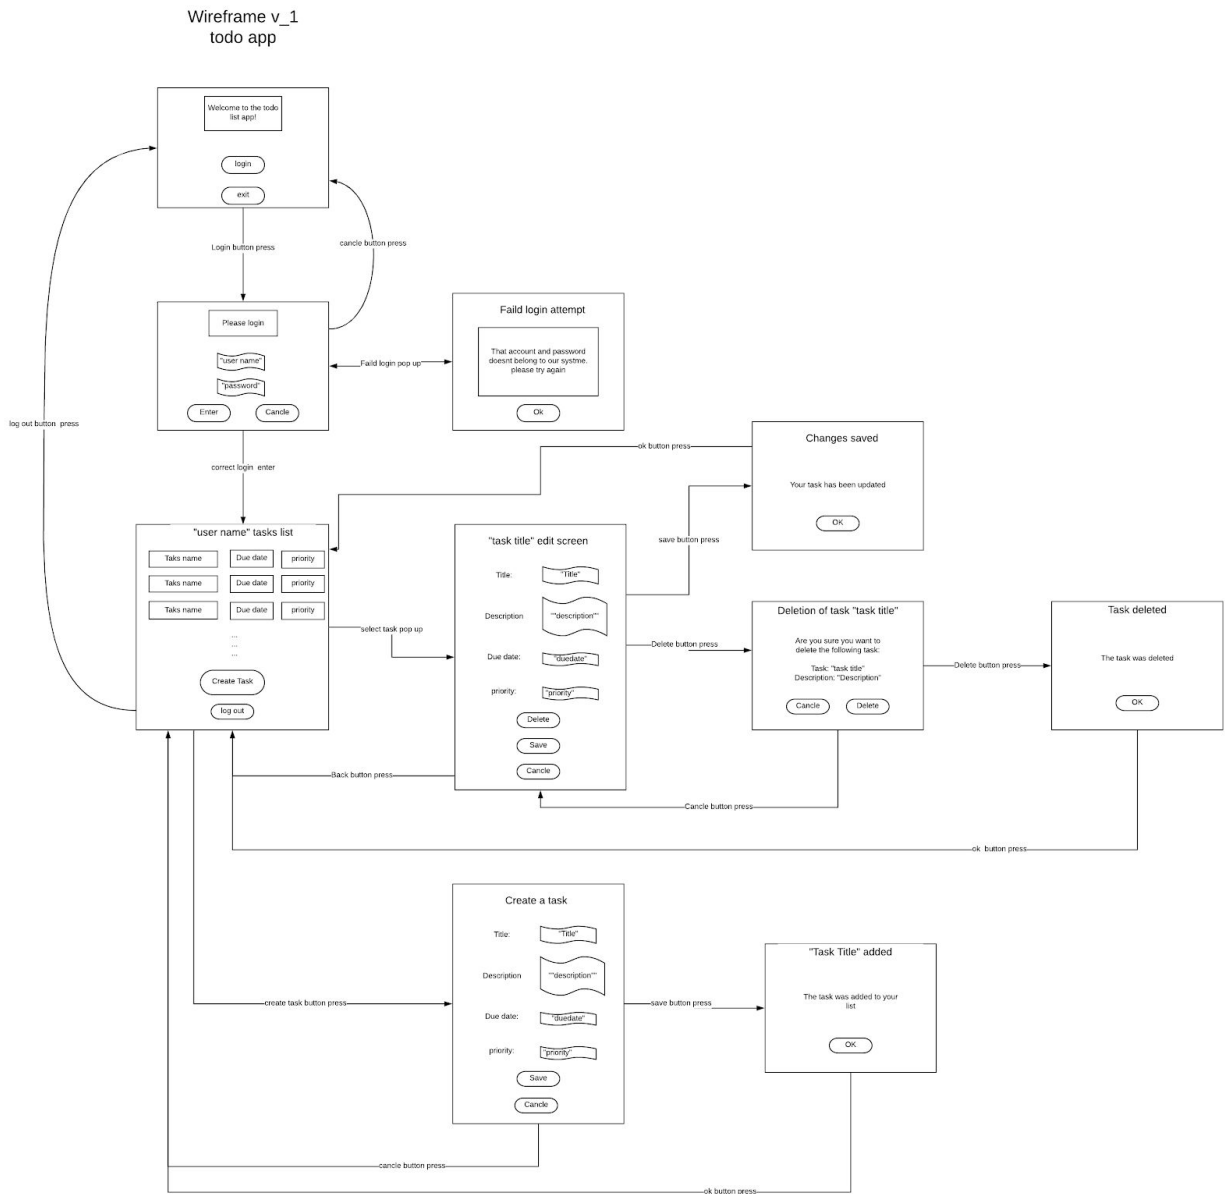 Wireframe v_1
todo app
Welcome to the todo
list app!
login
exit
Login button press
cancle button press
Please login
"user name"
"password"
Enter
Cancle
Faild login pop up
Faild login attempt
That account and password
doesnt belong to our systme.
please try again
Ok
log out button press
correct login enter
ok button press
Changes saved
Your task has been updated
OK
"user name" tasks list
Taks name
Due date
priority
Taks name
Due date
priority
Taks name
Due date
priority
...
...
...
Create Task
log out
select task pop up
"task title" edit screen
Title:
"Title"
Description
""description""
Due date:
"duedate"
priority:
"priority"
Delete
Save
Cancle
save button press
Delete button press
Deletion of task "task title"
Are you sure you want to
delete the following task:
Task: "task title"
Description: "Description"
Cancle
Delete
Delete button press
Task deleted
The task was deleted
OK
Back button press
Cancle button press
ok button press
Create a task
Title:
"Title"
Description
""description""
Due date:
"duedate"
priority:
"priority"
Save
Cancle
create task button press
save button press
"Task Title" added
The task was added to your
list
OK
cancle button press
ok button press